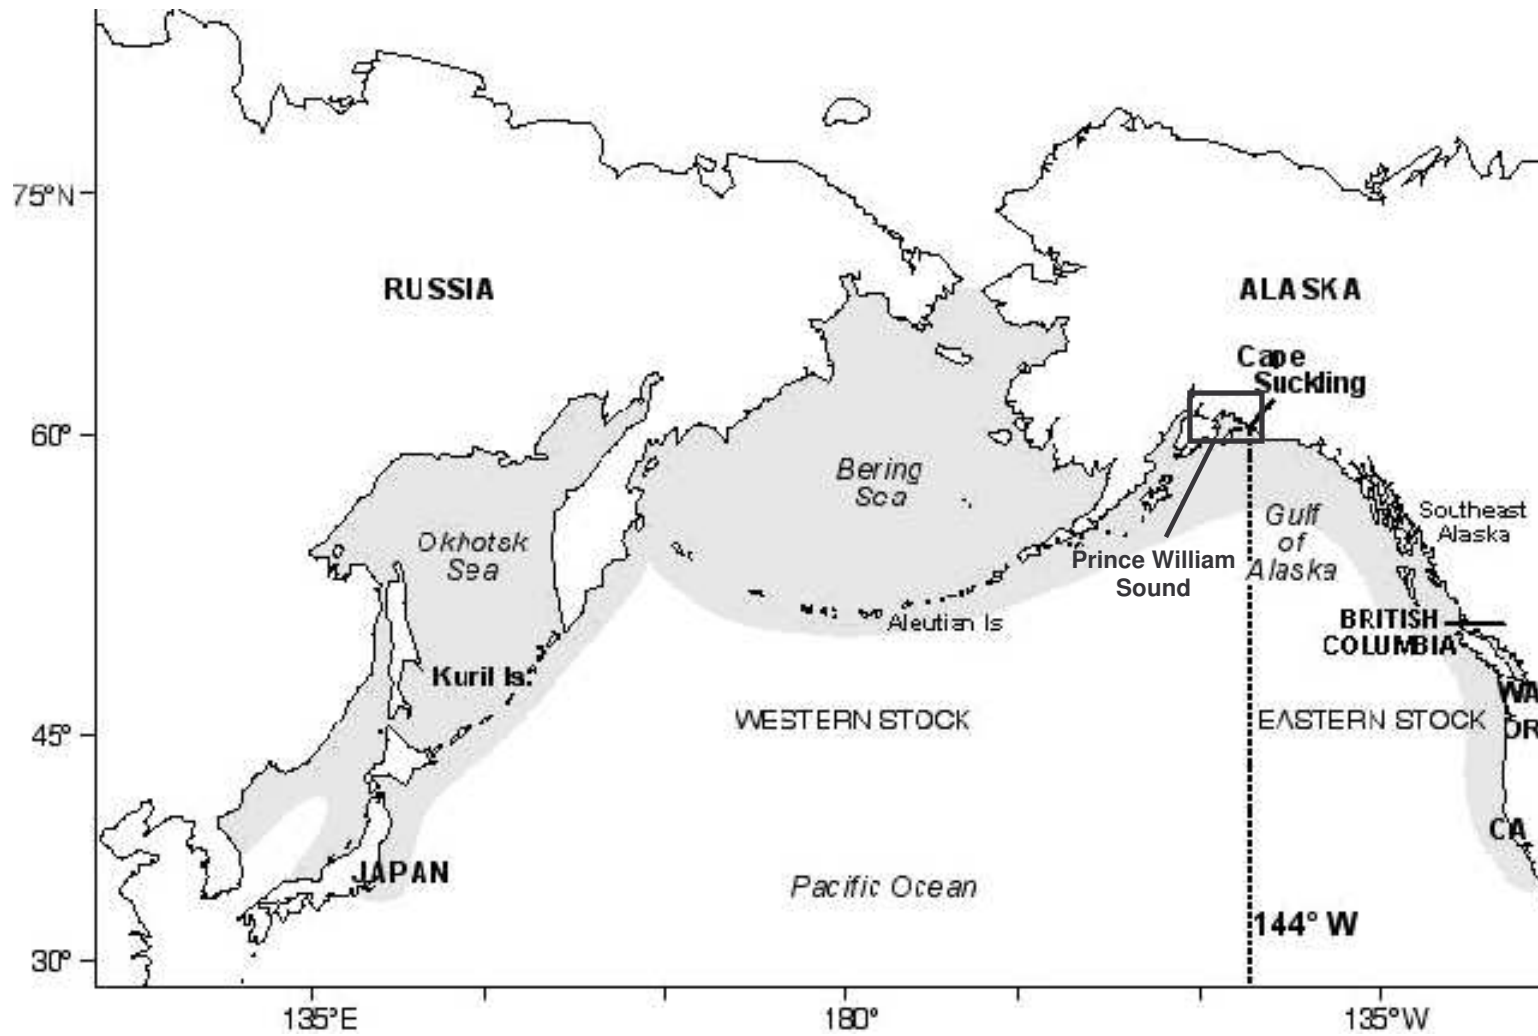 75°N
RUSSIA
ALASKA
Cape
Suckling
60°
Bering
Sea
Okhotsk
Sea
Gulf
of
Alaska
Southeast
Alaska
Prince William
Sound
Aleutian Is
BRITISH
COLUMBIA
Kuril Is.
WA
45°
WESTERN STOCK
EASTERN STOCK
OR
CA
JAPAN
Pacific Ocean
144° W
30°
135°E
180°
135°W